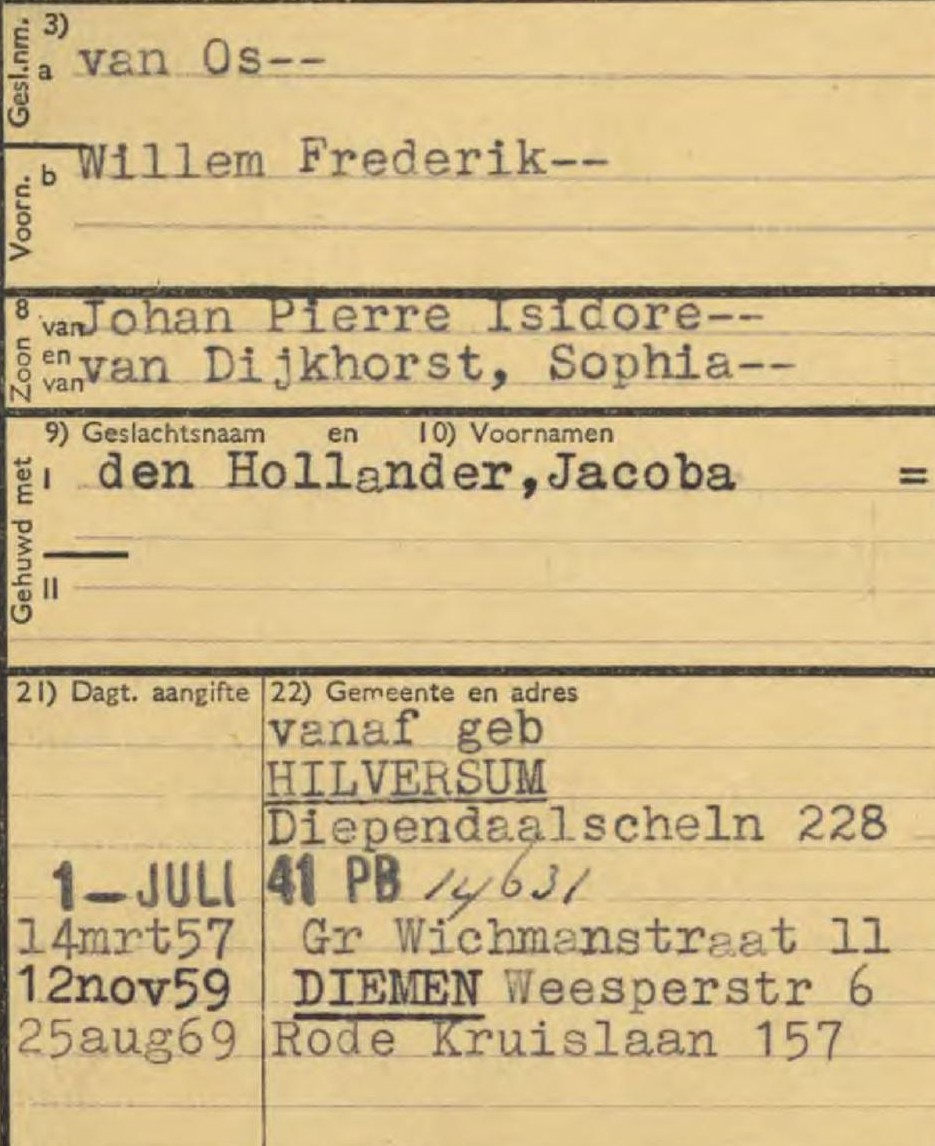 Gesl.nm. 3)
a van Os--
Voorn. b Willem Frederik--
Zoon 8 van Johan Pierre Isidore--
en van van Dijkhorst, Sophia--
9) Geslachtsnaam en 10) Voornamen
Gehuwd met I den Hollander,Jacoba =
II
21) Dagt. aangifte 22) Gemeente en adres
vanaf geb
HILVERSUM
Diependaalscheln 228
1-JULI 41 PB 14631
14mrt57 Gr Wichmanstraat 11
12nov59 DIEMEN Weesperstr 6
25aug69 Rode Kruislaan 157